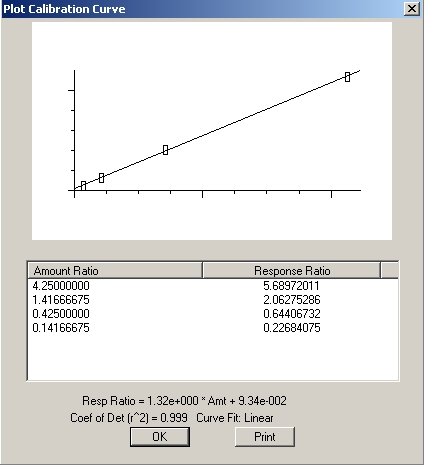 Plot Calibration Curve
Amount Ratio Response Ratio
4.25000000 5.68972011
1.41666675 2.06275286
0.42500000 0.64406732
0.14166675 0.22684075
Resp Ratio = 1.32e+000 * Amt + 9.34e-002
Coef of Det (r^2) = 0.999 Curve Fit: Linear
OK Print